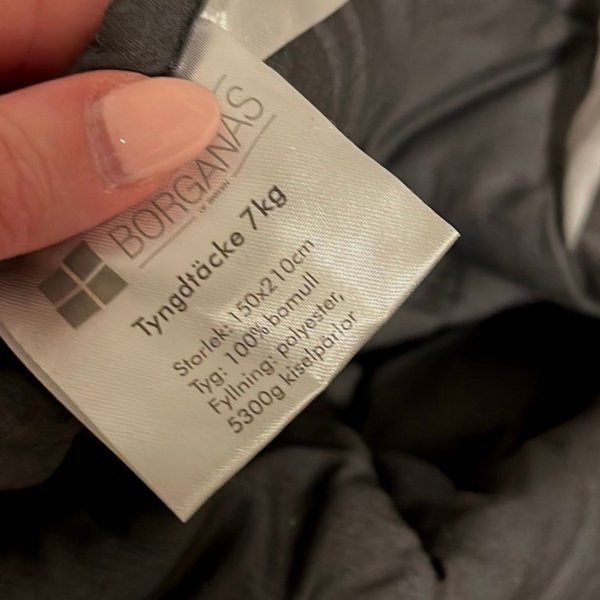 BORGANÄS
OF SWEDEN
Tyngdtäcke 7kg
Storlek: 150x210cm
Tyg: 100% bomull
Fyllning: polyester,
5300g kiselpärlor